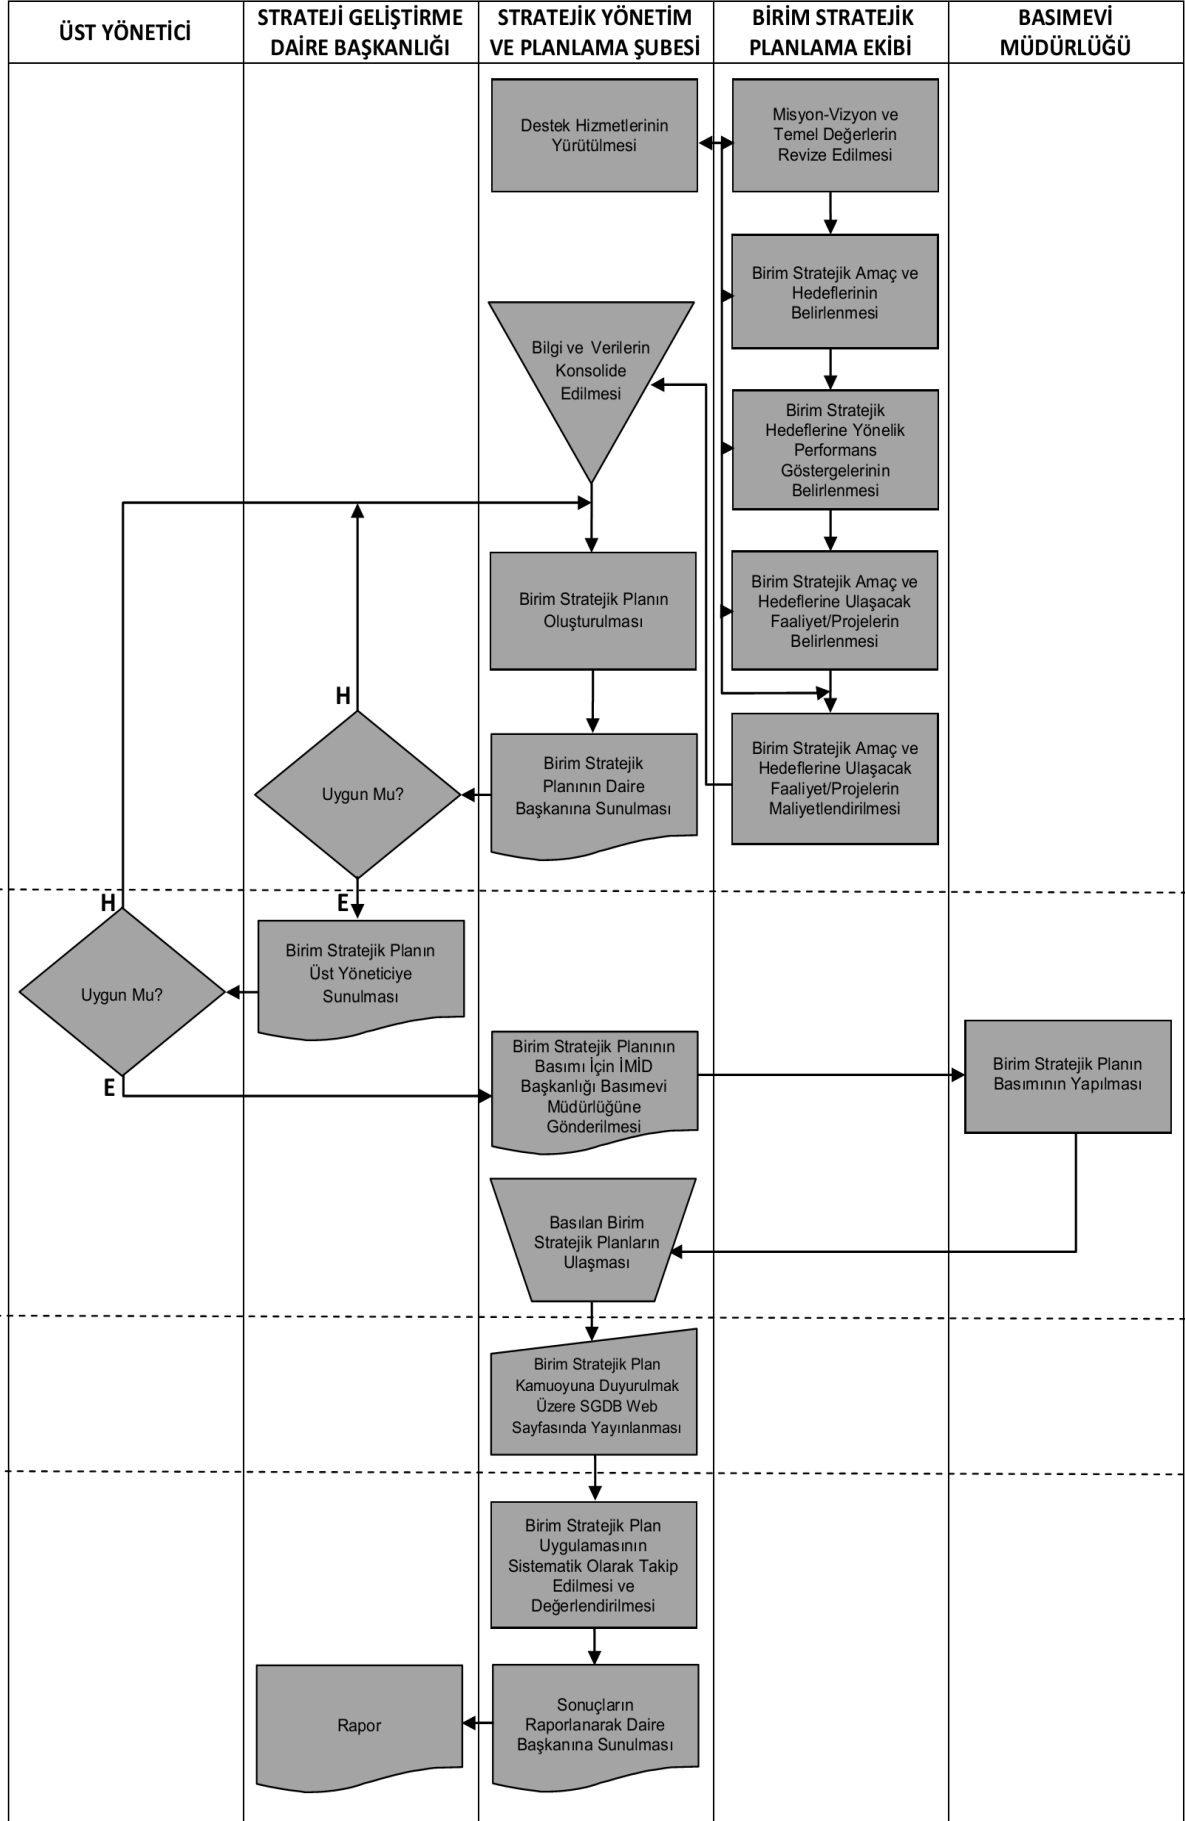 ÜST YÖNETİCİ
STRATEJİ GELİŞTİRME
DAİRE BAŞKANLIĞI
STRATEJİK YÖNETİM
VE PLANLAMA ŞUBESİ
BİRİM STRATEJİK
PLANLAMA EKİBİ
BASIMEVİ
MÜDÜRLÜĞÜ
Destek Hizmetlerinin
Yürütülmesi
Misyon-Vizyon ve
Temel Değerlerin
Revize Edilmesi
Birim Stratejik Amaç ve
Hedeflerinin
Belirlenmesi
Bilgi ve Verilerin
Konsolide
Edilmesi
Birim Stratejik
Hedeflerine Yönelik
Performans
Göstergelerinin
Belirlenmesi
Birim Stratejik Planın
Oluşturulması
Birim Stratejik Amaç ve
Hedeflerine Ulaşacak
Faaliyet/Projelerin
Belirlenmesi
H
Uygun Mu?
Birim Stratejik
Planının Daire
Başkanına Sunulması
Birim Stratejik Amaç ve
Hedeflerine Ulaşacak
Faaliyet/Projelerin
Maliyetlendirilmesi
H
E
Uygun Mu?
Birim Stratejik Planın
Üst Yöneticiye
Sunulması
E
Birim Stratejik Planının
Basımı İçin İMİD
Başkanlığı Basımevi
Müdürlüğüne
Gönderilmesi
Birim Stratejik Planın
Basımının Yapılması
Basılan Birim
Stratejik Planların
Ulaşması
Birim Stratejik Plan
Kamuoyuna Duyurulmak
Üzere SGDB Web
Sayfasında Yayınlanması
Birim Stratejik Plan
Uygulamasının
Sistematik Olarak Takip
Edilmesi ve
Değerlendirilmesi
Rapor
Sonuçların
Raporlanarak Daire
Başkanına Sunulması